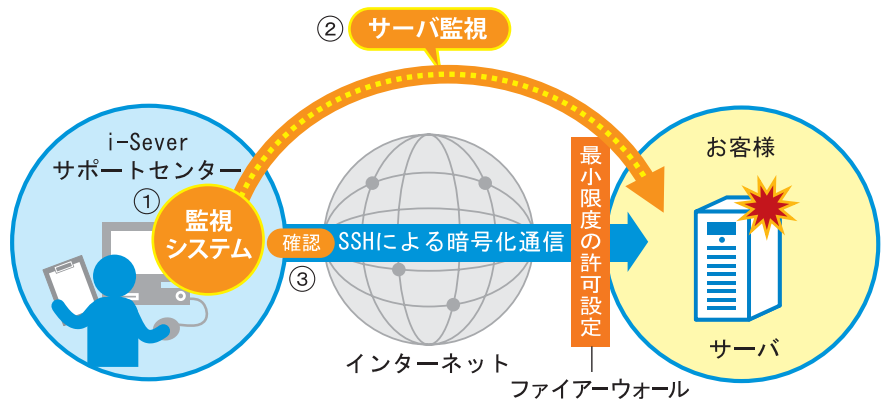 ② サーバ監視
i-Sever
サポートセンター
①
監視
システム
確認
③
SSHによる暗号化通信
インターネット
最小限度の許可設定
ファイアーウォール
お客様
サーバ